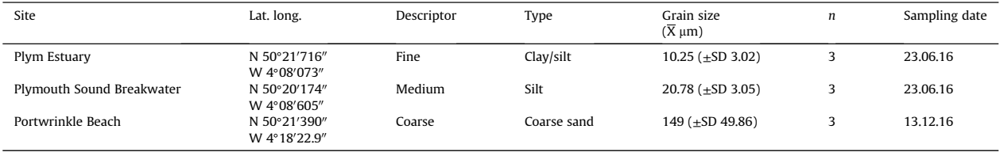 Site Lat. long. Descriptor Type Grain size n Sampling date
(X̅ μm)
Plym Estuary N 50°21′716″ Fine Clay/silt 10.25 (±SD 3.02) 3 23.06.16
W 4°08′073″
Plymouth Sound Breakwater N 50°20′174″ Medium Silt 20.78 (±SD 3.05) 3 23.06.16
W 4°08′605″
Portwrinkle Beach N 50°21′390″ Coarse Coarse sand 149 (±SD 49.86) 3 13.12.16
W 4°18′22.9″